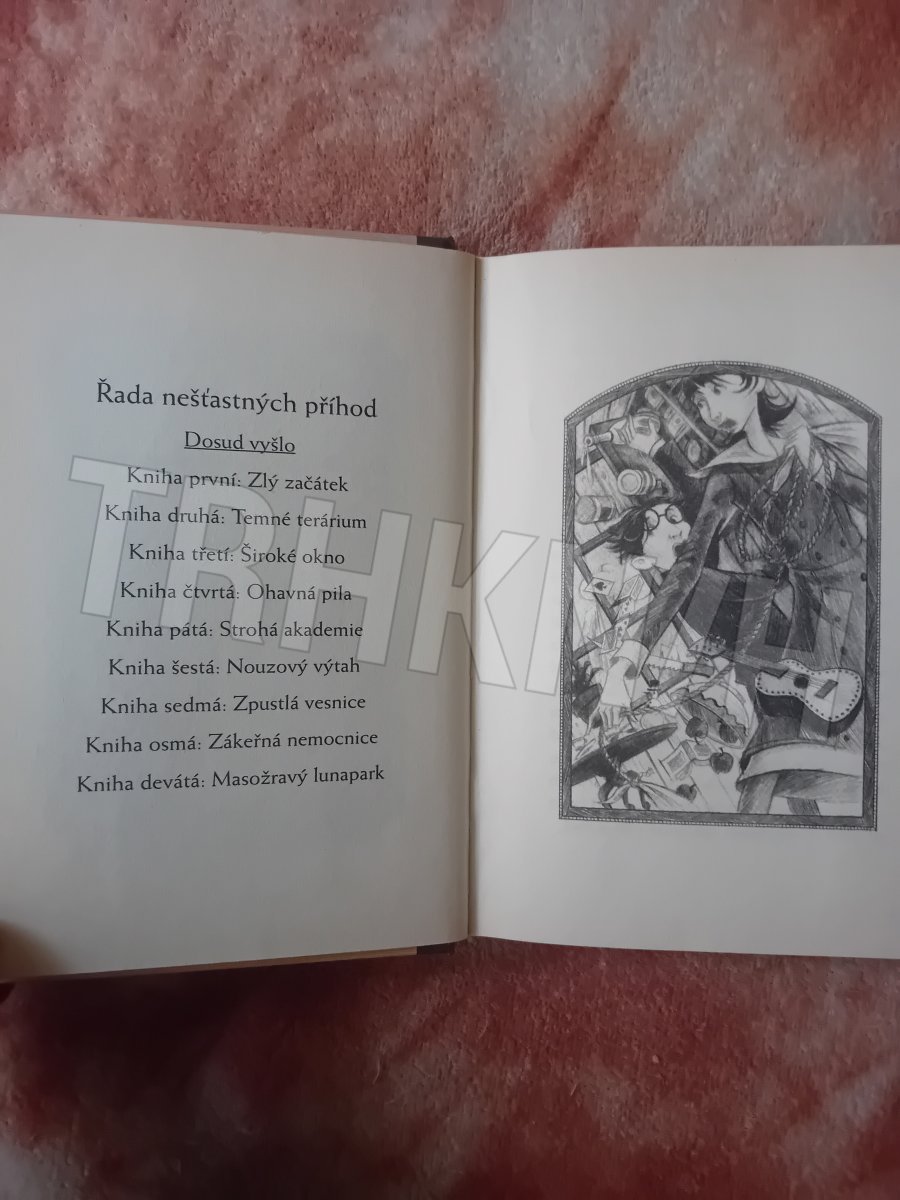 Řada nešťastných příhod
Dosud vyšlo
Kniha první: Zlý začátek
Kniha druhá: Temné terárium
Kniha třetí: Široké okno
Kniha čtvrtá: Ohavná pila
Kniha pátá: Strohá akademie
Kniha šestá: Nouzový výtah
Kniha sedmá: Zpustlá vesnice
Kniha osmá: Zákeřná nemocnice
Kniha devátá: Masožravý lunapark